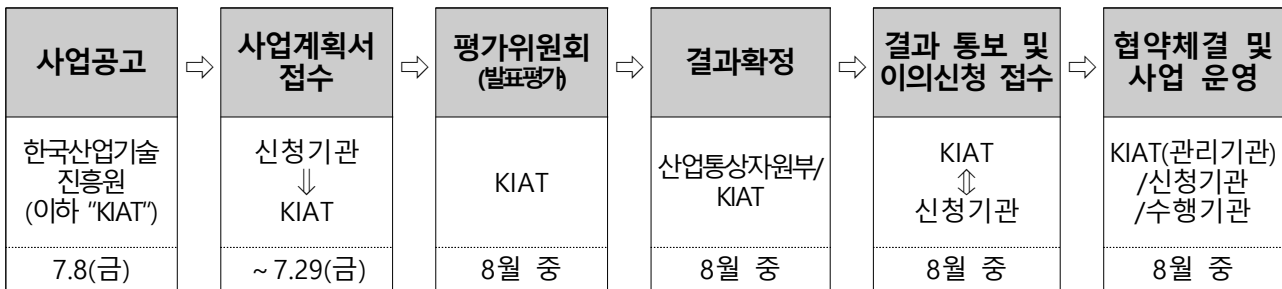 사업공고
한국산업기술
진흥원
(이하 “KIAT”)
7.8(금)
⇨
사업계획서
접수
신청기관
⇓
KIAT
~ 7.29(금)
⇨
평가위원회
(발표평가)
KIAT
8월 중
⇨
결과확정
산업통상자원부/
KIAT
8월 중
⇨
결과 통보 및
이의신청 접수
KIAT
⇕
신청기관
8월 중
⇨
협약체결 및
사업 운영
KIAT(관리기관)
/신청기관
/수행기관
8월 중